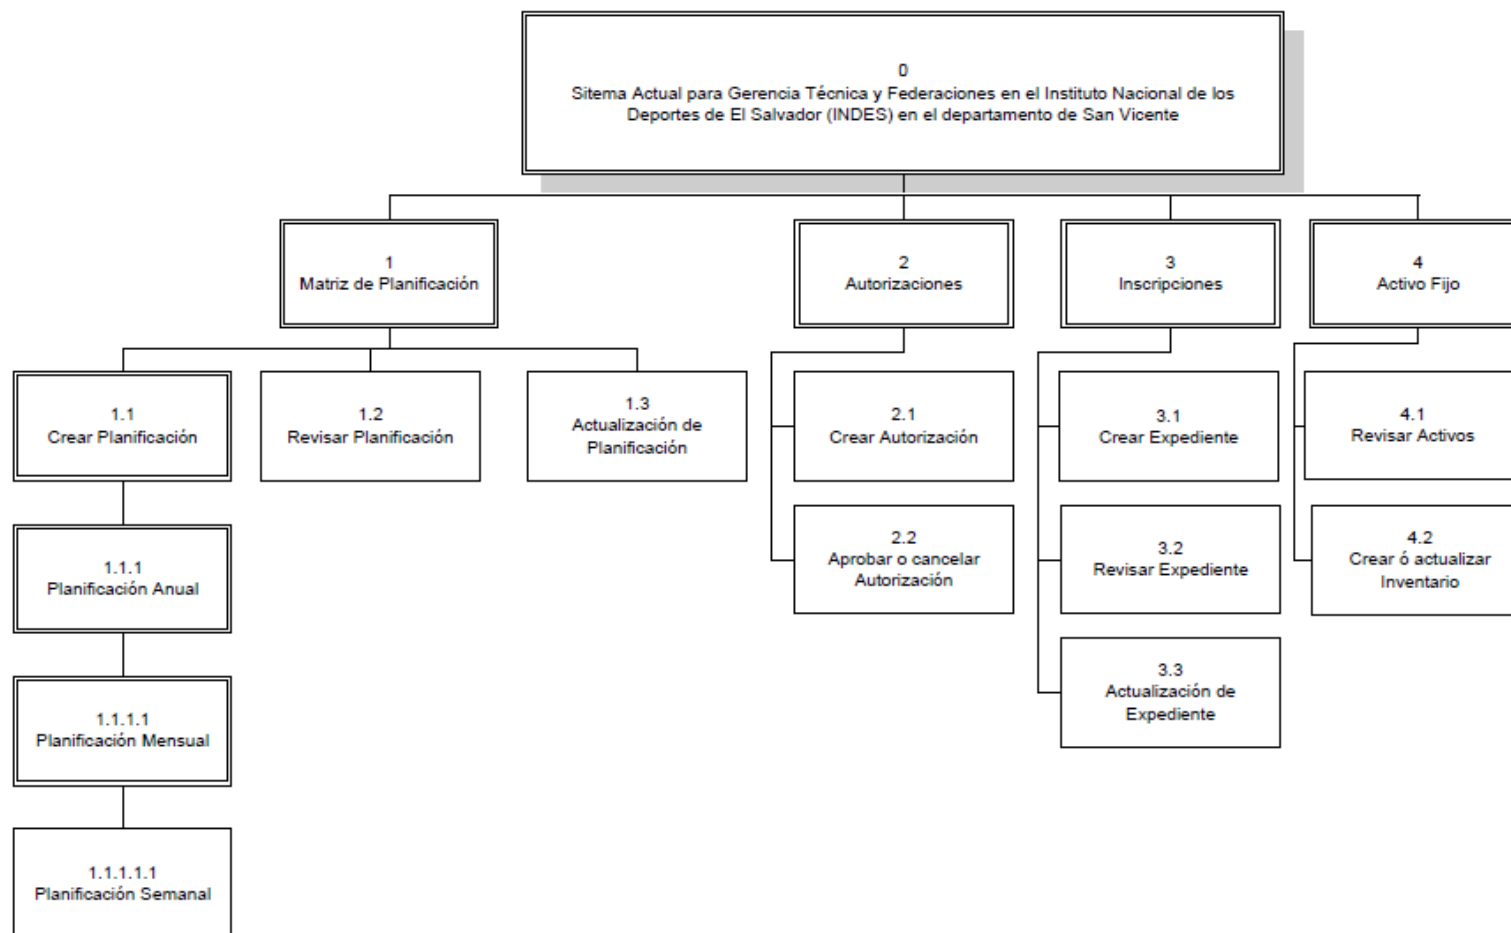 0
Sitema Actual para Gerencia Técnica y Federaciones en el Instituto Nacional de los
Deportes de El Salvador (INDES) en el departamento de San Vicente
1
Matriz de Planificación
2
Autorizaciones
3
Inscripciones
4
Activo Fijo
1.1
Crear Planificación
1.2
Revisar Planificación
1.3
Actualización de
Planificación
2.1
Crear Autorización
3.1
Crear Expediente
4.1
Revisar Activos
1.1.1
Planificación Anual
2.2
Aprobar o cancelar
Autorización
3.2
Revisar Expediente
4.2
Crear ó actualizar
Inventario
1.1.1.1
Planificación Mensual
3.3
Actualización de
Expediente
1.1.1.1.1
Planificación Semanal